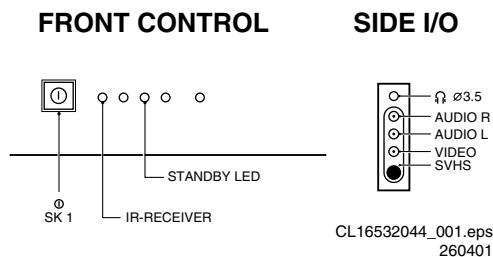 FRONT CONTROL
SIDE I/O
ø3.5
AUDIO R
AUDIO L
VIDEO
SVHS
STANDBY LED
SK 1
IR-RECEIVER
CL16532044_001.eps
260401